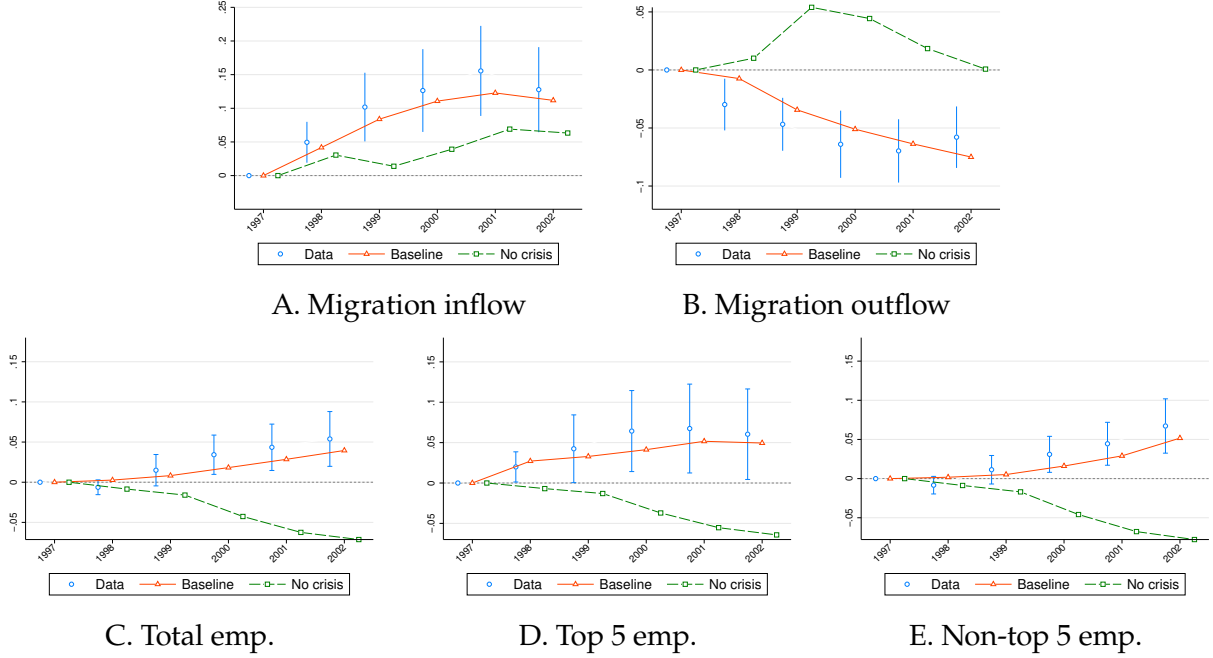 .25
.2
.15
.1
.05
0
1997 1998 1999 2000 2001 2002
Data Baseline No crisis
A. Migration inflow
.05
0
-.05
-.1
1997 1998 1999 2000 2001 2002
Data Baseline No crisis
B. Migration outflow
.15
.1
.05
0
.05
1997 1998 1999 2000 2001 2002
Data Baseline No crisis
C. Total emp.
.15
.1
.05
0
-.05
1997 1998 1999 2000 2001 2002
Data Baseline No crisis
D. Top 5 emp.
.15
.1
.05
0
-.05
1997 1998 1999 2000 2001 2002
Data Baseline No crisis
E. Non-top 5 emp.